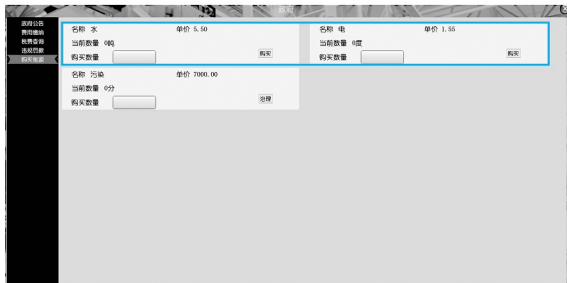 政府
政府公告
费用缴纳
税费查询
违规罚款
购买能源
名称 水 单价 5.50
当前数量 0吨
购买数量 购买
名称 电 单价 1.55
当前数量 0度
购买数量 购买
名称 污染 单价 7000.00
当前数量 0分
购买数量 治理